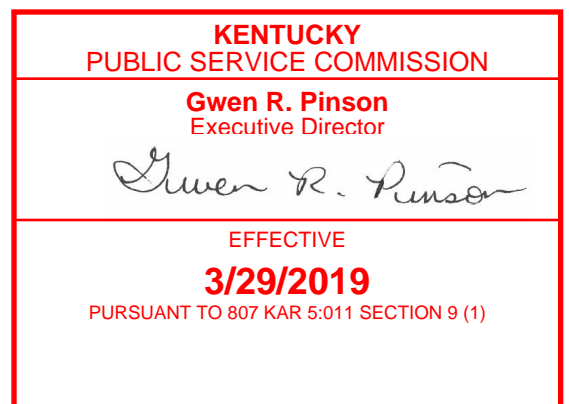 KENTUCKY
PUBLIC SERVICE COMMISSION
Gwen R. Pinson
Executive Director
Gwen R. Pinson
EFFECTIVE
3/29/2019
PURSUANT TO 807 KAR 5:011 SECTION 9 (1)